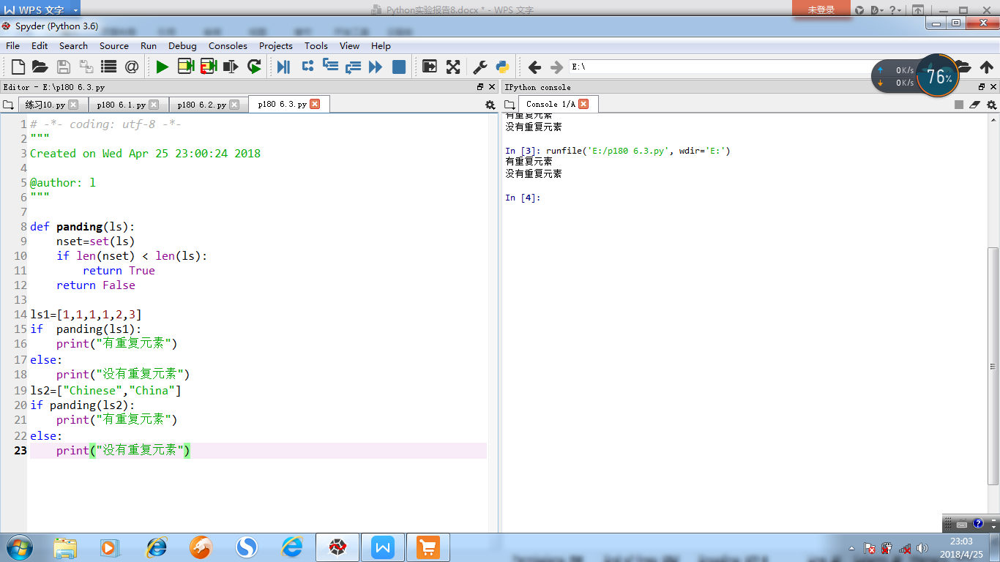 WPS 文字
Python实验报告8.docx * - WPS 文字
未登录
Spyder (Python 3.6)
File Edit Search Source Run Debug Consoles Projects Tools View Help
E:\
0K/s
0K/s
76%
Editor - E:\p180 6.3.py
练习10.py
p180 6.1.py
p180 6.2.py
p180 6.3.py
1 # -*- coding: utf-8 -*-
2 """
3 Created on Wed Apr 25 23:00:24 2018
4
5 @author: l
6 """
7
8 def panding(ls):
9     nset=set(ls)
10     if len(nset) < len(ls):
11         return True
12     return False
13
14 ls1=[1,1,1,1,2,3]
15 if  panding(ls1):
16     print("有重复元素")
17 else:
18     print("没有重复元素")
19 ls2=["Chinese","China"]
20 if panding(ls2):
21     print("有重复元素")
22 else:
23     print("没有重复元素")
IPython console
Console 1/A
有重复元素
没有重复元素
In [3]: runfile('E:/p180 6.3.py', wdir='E:')
有重复元素
没有重复元素
In [4]:
23:03
2018/4/25